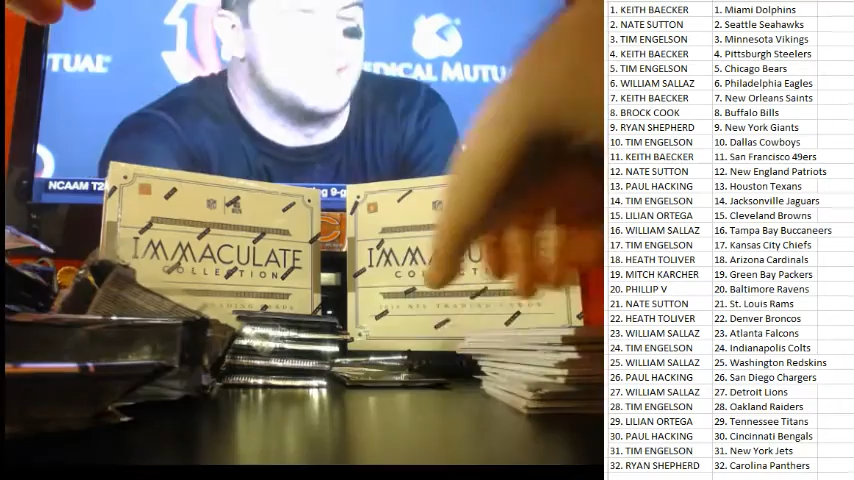 UTUAL
MEDICAL MUTU
NCAAM T2
ng 9-g
IMMACULATE
COLLECTION
IMMA
CO
1. KEITH BAECKER 1. Miami Dolphins
2. NATE SUTTON 2. Seattle Seahawks
3. TIM ENGELSON 3. Minnesota Vikings
4. KEITH BAECKER 4. Pittsburgh Steelers
5. TIM ENGELSON 5. Chicago Bears
6. WILLIAM SALLAZ 6. Philadelphia Eagles
7. KEITH BAECKER 7. New Orleans Saints
8. BROCK COOK 8. Buffalo Bills
9. RYAN SHEPHERD 9. New York Giants
10. TIM ENGELSON 10. Dallas Cowboys
11. KEITH BAECKER 11. San Francisco 49ers
12. NATE SUTTON 12. New England Patriots
13. PAUL HACKING 13. Houston Texans
14. TIM ENGELSON 14. Jacksonville Jaguars
15. LILIAN ORTEGA 15. Cleveland Browns
16. WILLIAM SALLAZ 16. Tampa Bay Buccaneers
17. TIM ENGELSON 17. Kansas City Chiefs
18. HEATH TOLIVER 18. Arizona Cardinals
19. MITCH KARCHER 19. Green Bay Packers
20. PHILLIP V 20. Baltimore Ravens
21. NATE SUTTON 21. St. Louis Rams
22. HEATH TOLIVER 22. Denver Broncos
23. WILLIAM SALLAZ 23. Atlanta Falcons
24. TIM ENGELSON 24. Indianapolis Colts
25. WILLIAM SALLAZ 25. Washington Redskins
26. PAUL HACKING 26. San Diego Chargers
27. WILLIAM SALLAZ 27. Detroit Lions
28. TIM ENGELSON 28. Oakland Raiders
29. LILIAN ORTEGA 29. Tennessee Titans
30. PAUL HACKING 30. Cincinnati Bengals
31. TIM ENGELSON 31. New York Jets
32. RYAN SHEPHERD 32. Carolina Panthers